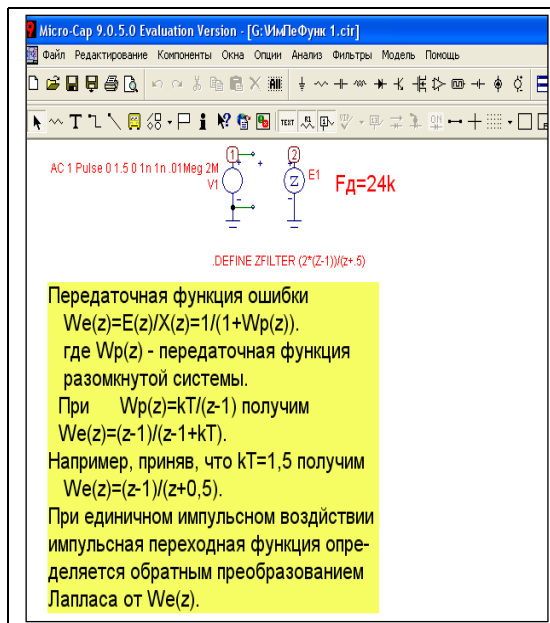 Micro-Cap 9.0.5.0 Evaluation Version - [G:\ИмПеФунк 1.cir]
Файл Редактирование Компоненты Окна Опции Анализ Фильтры Модель Помощь
TEXT
AC 1 Pulse 0 1.5 0 1n 1n .01Meg 2M
V1
1
2
Z
E1
Fд=24k
.DEFINE ZFILTER (2*(Z-1))/(z+.5)
Передаточная функция ошибки
We(z)=E(z)/X(z)=1/(1+Wp(z)).
где Wp(z) - передаточная функция
разомкнутой системы.
При Wp(z)=kT/(z-1) получим
We(z)=(z-1)/(z-1+kT).
Например, приняв, что kT=1,5 получим
We(z)=(z-1)/(z+0,5).
При единичном импульсном воздйствии
импульсная переходная функция опре-
деляется обратным преобразованием
Лапласа от We(z).